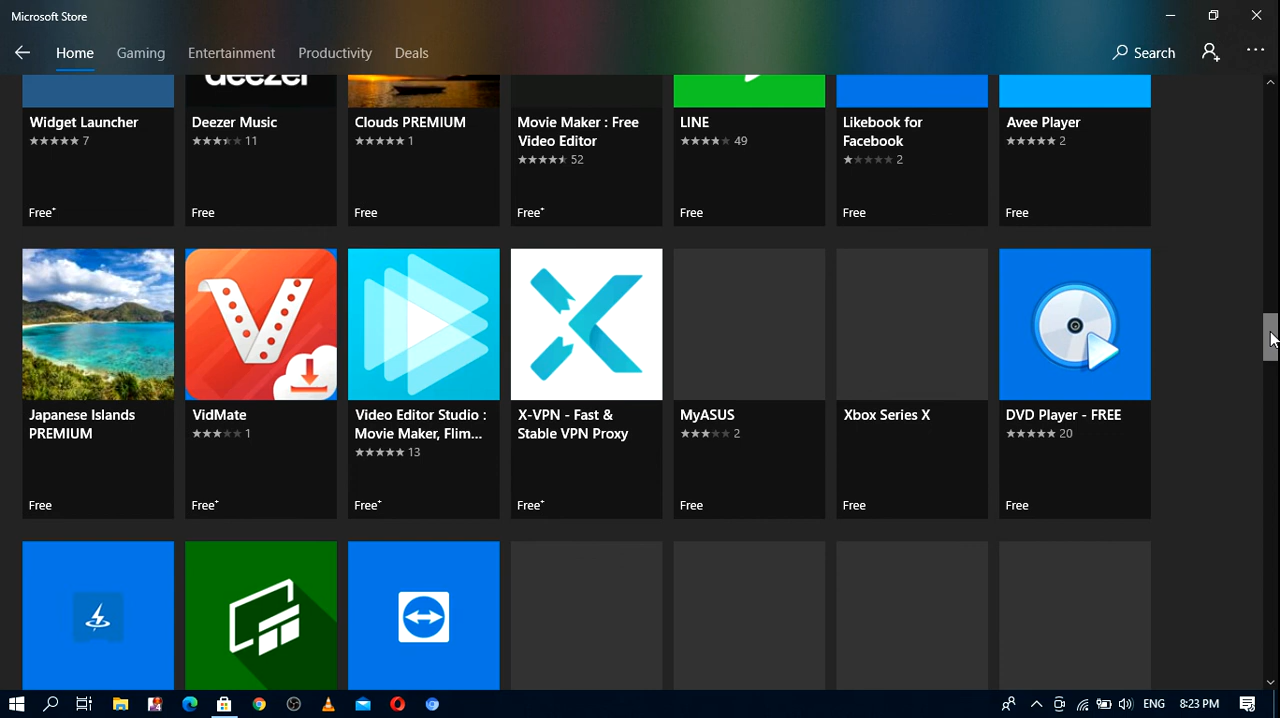 Microsoft Store
Home Gaming Entertainment Productivity Deals Search
deezer
Widget Launcher
7
Free+
Deezer Music
11
Free
Clouds PREMIUM
1
Free
Movie Maker : Free
Video Editor
52
Free+
LINE
49
Free
Likebook for
Facebook
2
Free
Avee Player
2
Free
Japanese Islands
PREMIUM
Free
VidMate
1
Free+
Video Editor Studio :
Movie Maker, Flim...
13
Free+
X-VPN - Fast &
Stable VPN Proxy
Free+
MyASUS
2
Free
Xbox Series X
Free
DVD Player - FREE
20
Free
ENG 8:23 PM